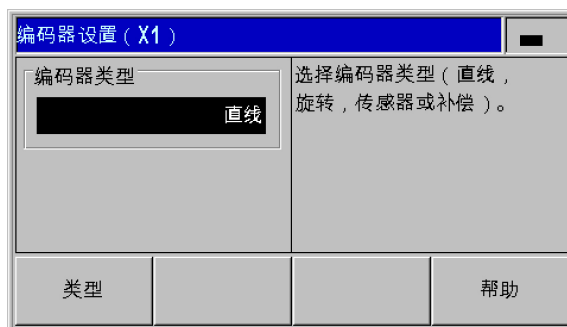 编码器设置（X1）
编码器类型
直线
选择编码器类型（直线，
旋转，传感器或补偿）。
类型
帮助